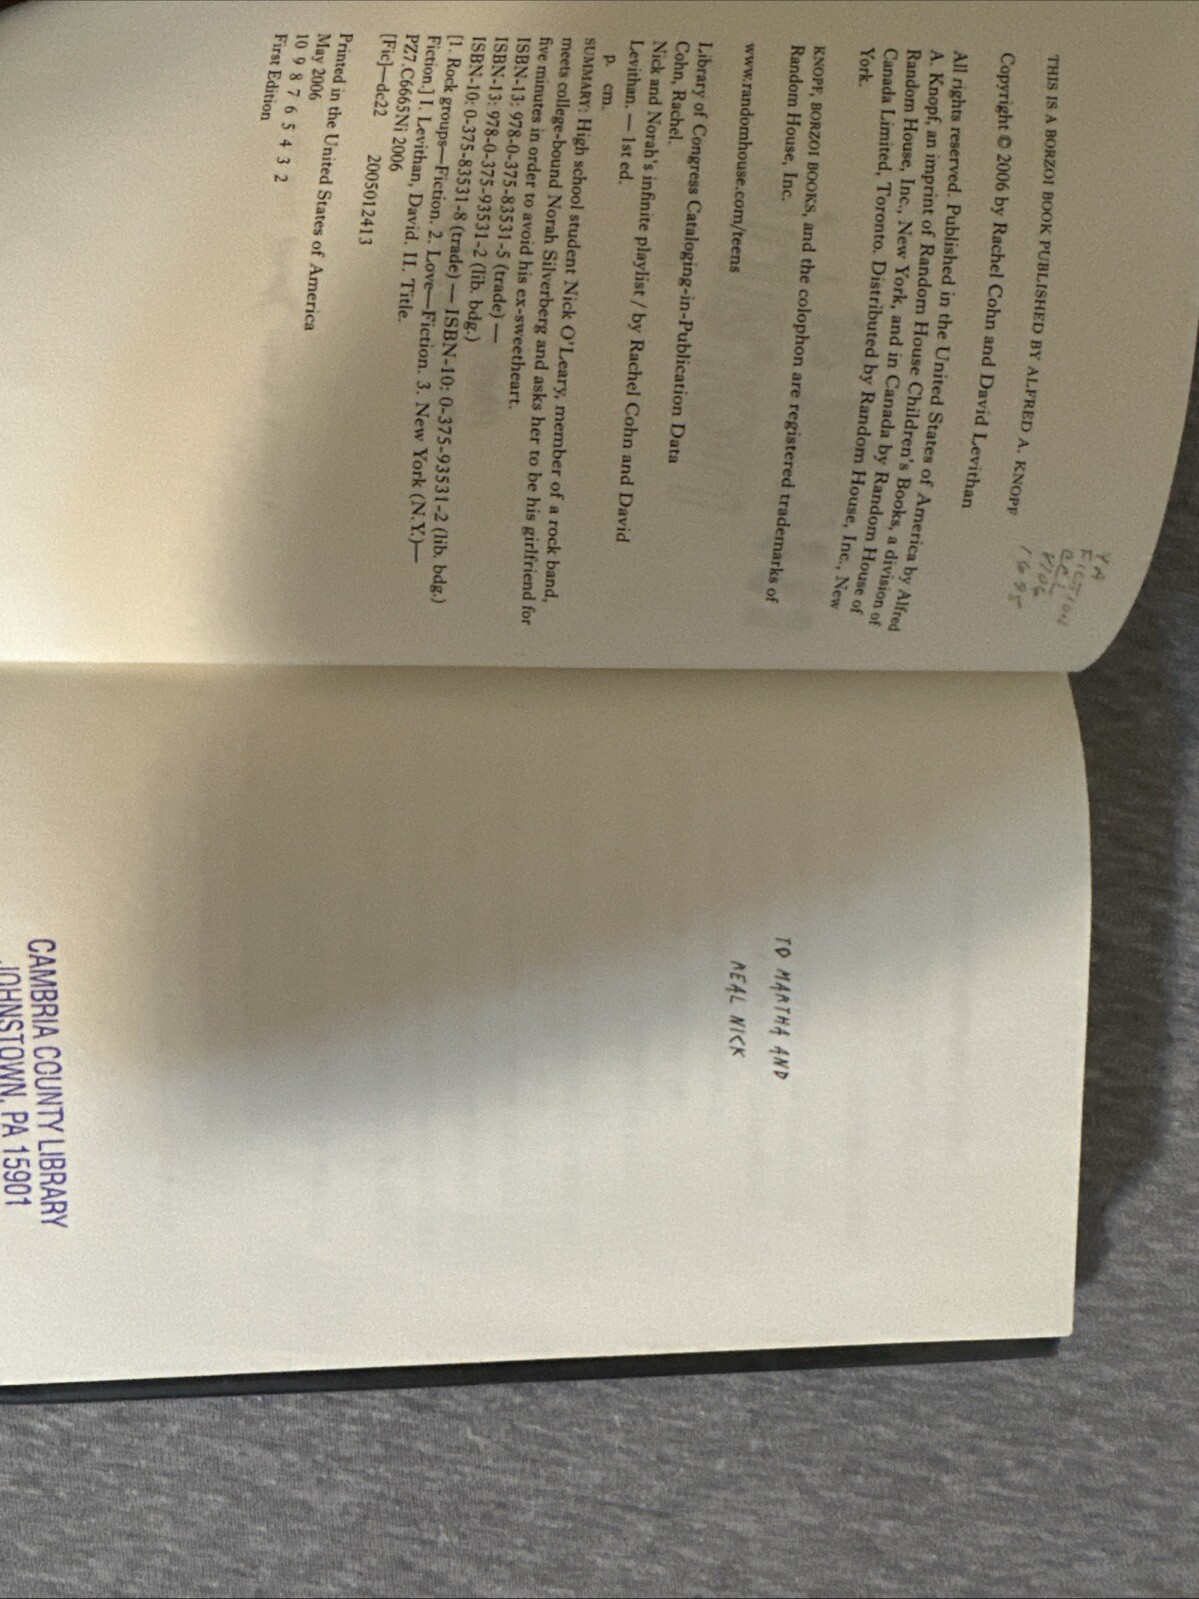 THIS IS A BORZOI BOOK PUBLISHED BY ALFRED A. KNOPF
Copyright © 2006 by Rachel Cohn and David Levithan
All rights reserved. Published in the United States of America by Alfred
A. Knopf, an imprint of Random House Children's Books, a division of
Random House, Inc., New York, and in Canada by Random House of
Canada Limited, Toronto. Distributed by Random House, Inc., New
York.
KNOPF, BORZOI BOOKS, and the colophon are registered trademarks of
Random House, Inc.
www.randomhouse.com/teens
Library of Congress Cataloging-in-Publication Data
Cohn, Rachel.
Nick and Norah's infinite playlist / by Rachel Cohn and David
Levithan. — 1st ed.
p. cm.
SUMMARY: High school student Nick O'Leary, member of a rock band,
meets college-bound Norah Silverberg and asks her to be his girlfriend for
five minutes in order to avoid his ex-sweetheart.
ISBN-13: 978-0-375-83531-5 (trade) —
ISBN-13: 978-0-375-93531-2 (lib. bdg.)
ISBN-10: 0-375-83531-8 (trade) — ISBN-10: 0-375-93531-2 (lib. bdg.)
[1. Rock groups—Fiction. 2. Love—Fiction. 3. New York (N.Y.)—
Fiction.] I. Levithan, David. II. Title.
PZ7.C6665Ni 2006
[Fic]—dc22 2005012413
Printed in the United States of America
May 2006
10 9 8 7 6 5 4 3 2
First Edition
YA
FICTION
7/06
1695
TO MARTHA AND
REAL NICK
CAMBRIA COUNTY LIBRARY
JOHNSTOWN, PA 15901